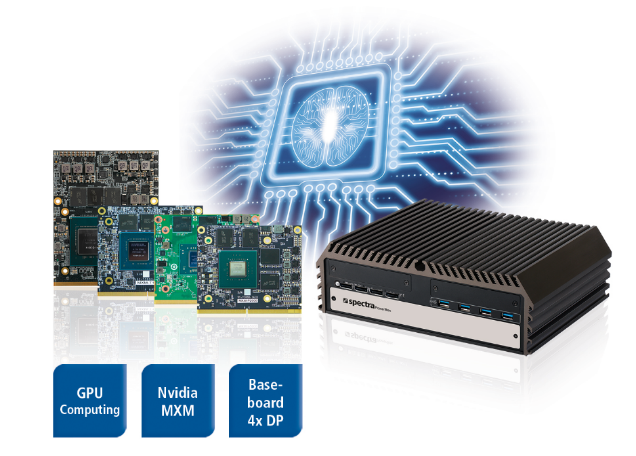 spectra
GPU
Computing
Nvidia
MXM
Base-
board
4x DP